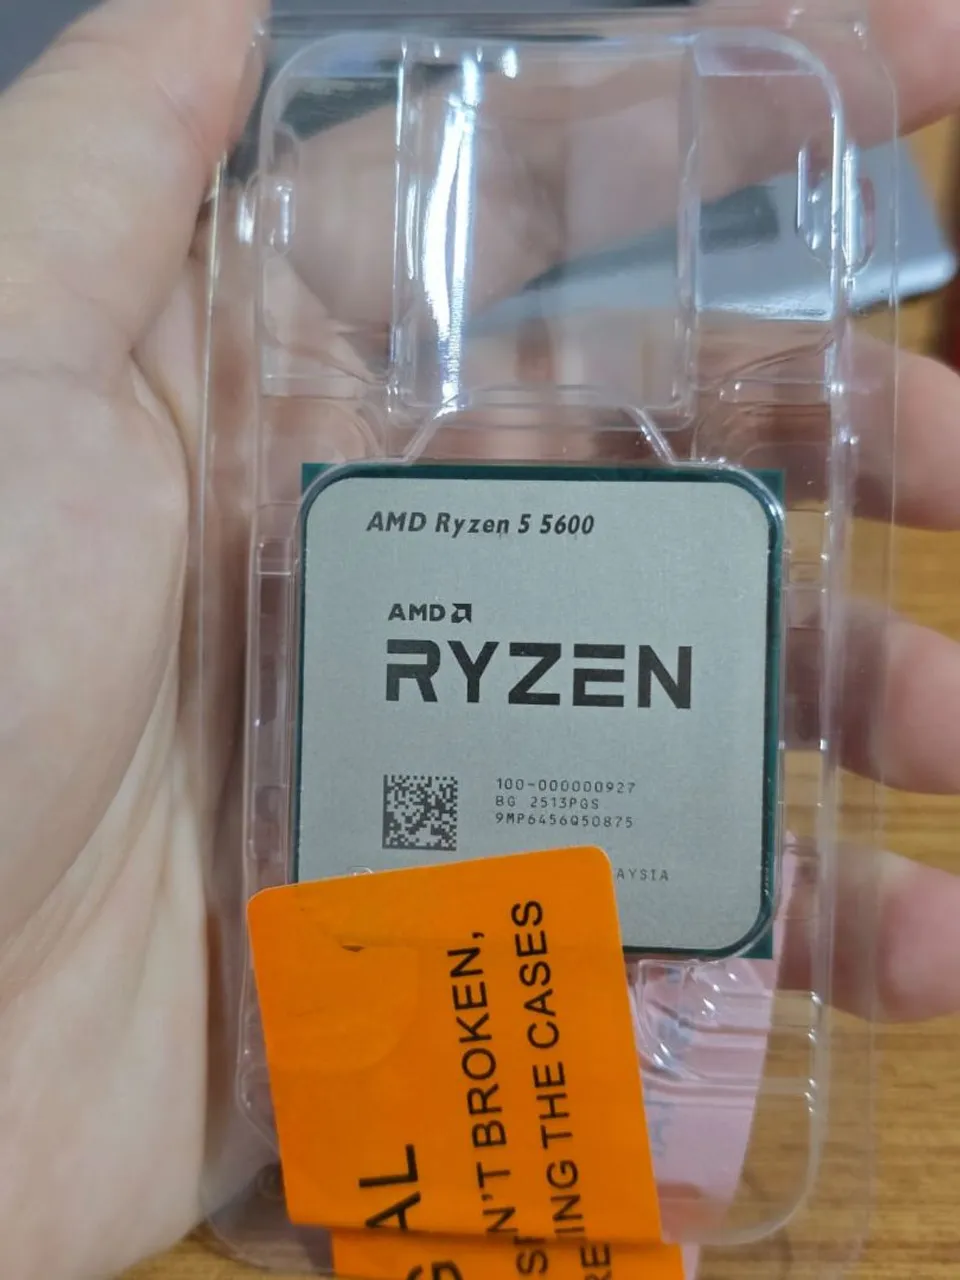 AMD Ryzen 5 5600
AMD
RYZEN
100-000000927
BG 2513PGS
9MP6456Q50875
AYSIA
AL
N'T BROKEN,
ING THE CASES